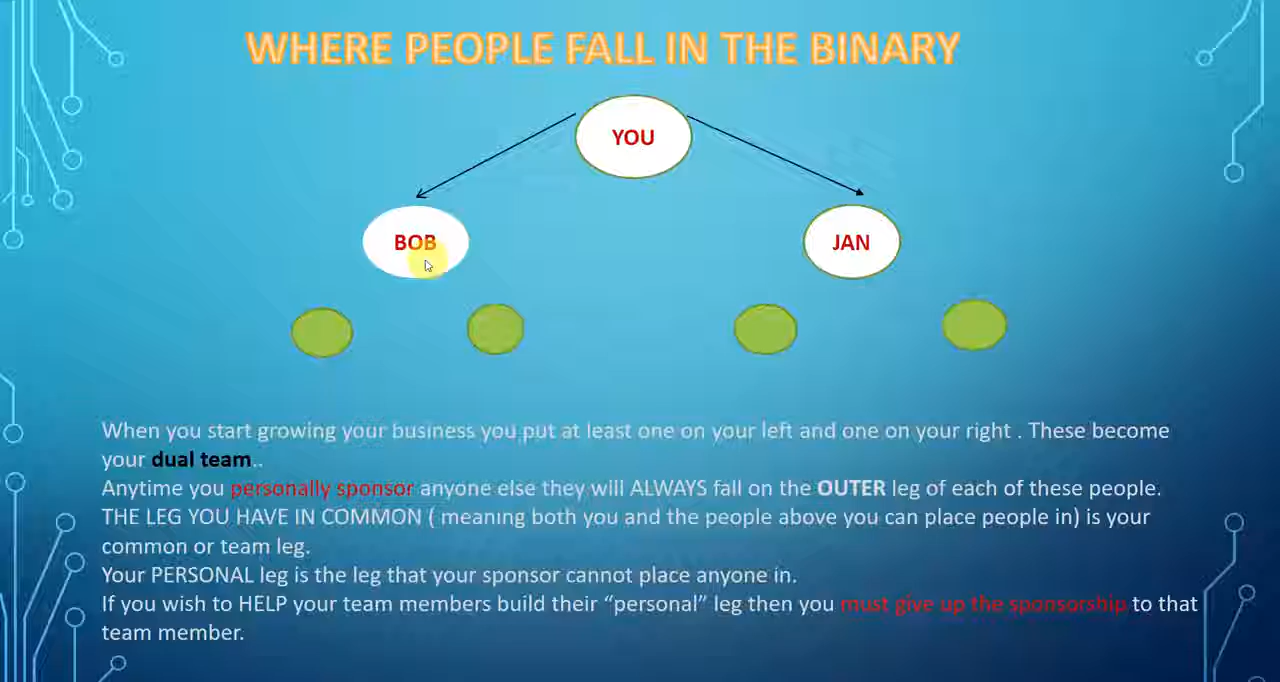 WHERE PEOPLE FALL IN THE BINARY
YOU
BOB
JAN
When you start growing your business you put at least one on your left and one on your right . These become
your dual team..
Anytime you personally sponsor anyone else they will ALWAYS fall on the OUTER leg of each of these people.
THE LEG YOU HAVE IN COMMON ( meaning both you and the people above you can place people in) is your
common or team leg.
Your PERSONAL leg is the leg that your sponsor cannot place anyone in.
If you wish to HELP your team members build their “personal” leg then you must give up the sponsorship to that
team member.